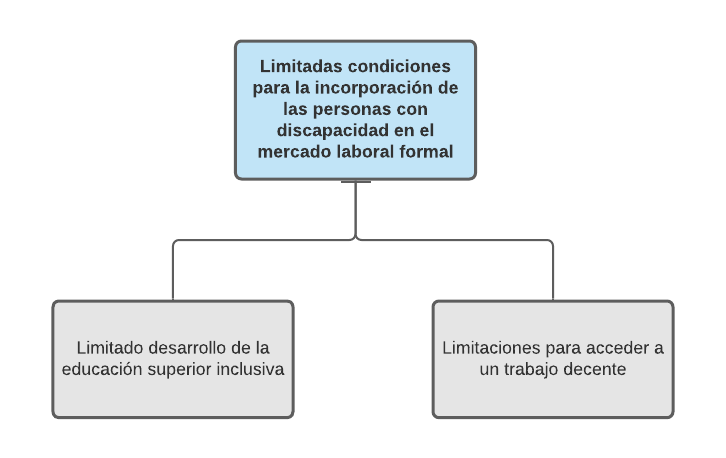 Limitadas condiciones
para la incorporación de
las personas con
discapacidad en el
mercado laboral formal
Limitado desarrollo de la
educación superior inclusiva
Limitaciones para acceder a
un trabajo decente